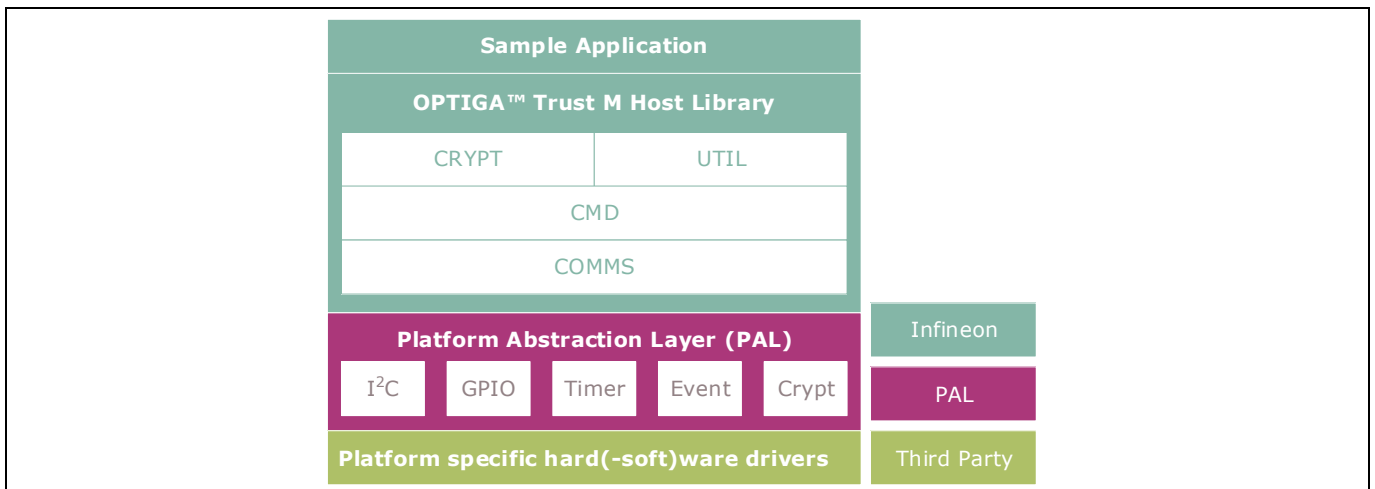 Sample Application
OPTIGA™ Trust M Host Library
CRYPT
UTIL
CMD
COMMS
Platform Abstraction Layer (PAL)
I²C
GPIO
Timer
Event
Crypt
Platform specific hard(-soft)ware drivers
Infineon
PAL
Third Party